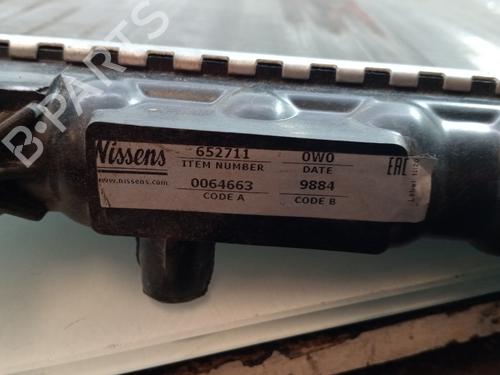 B-PARTS
Nissens
652711 0W0 EAC
ITEM NUMBER DATE
www.nissens.com
0064663 9884
CODE A CODE B